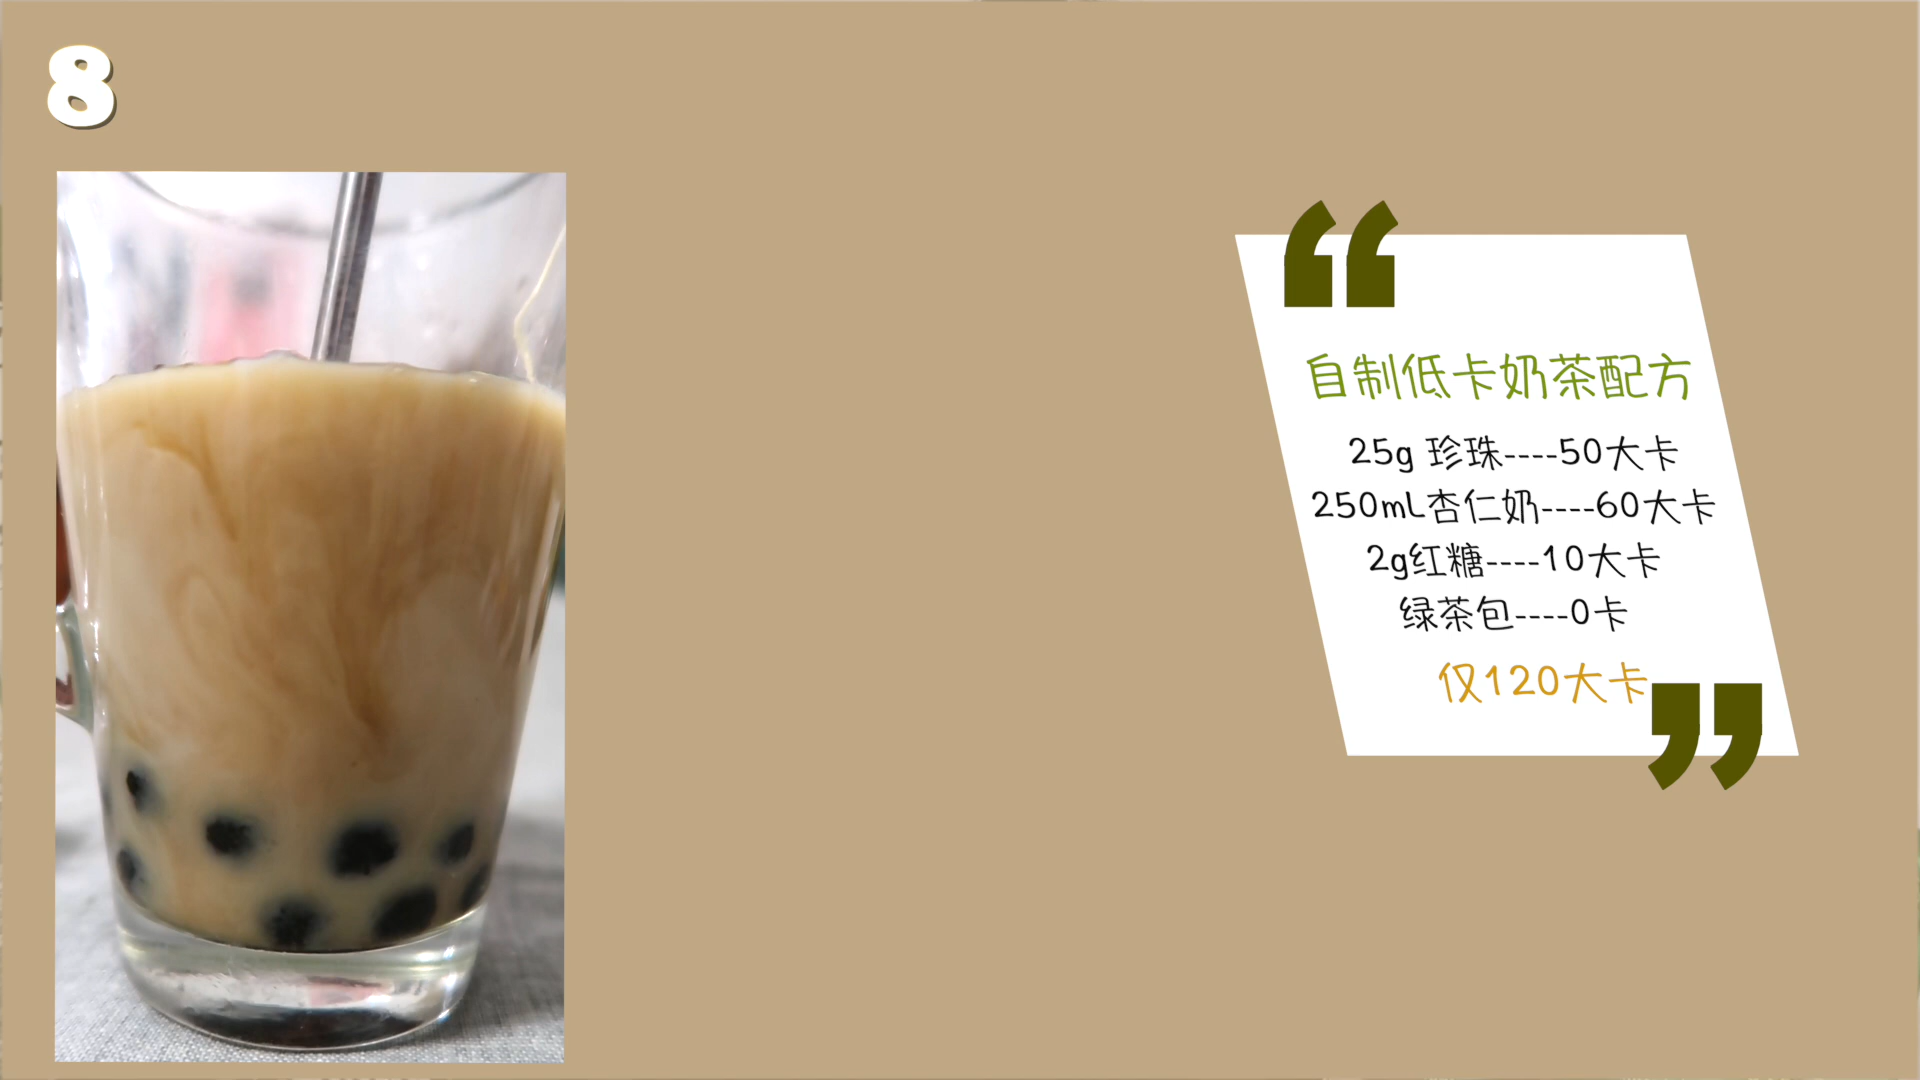 8
“
自制低卡奶茶配方
25g 珍珠----50大卡
250mL杏仁奶----60大卡
2g红糖----10大卡
绿茶包----0卡
仅120大卡
”